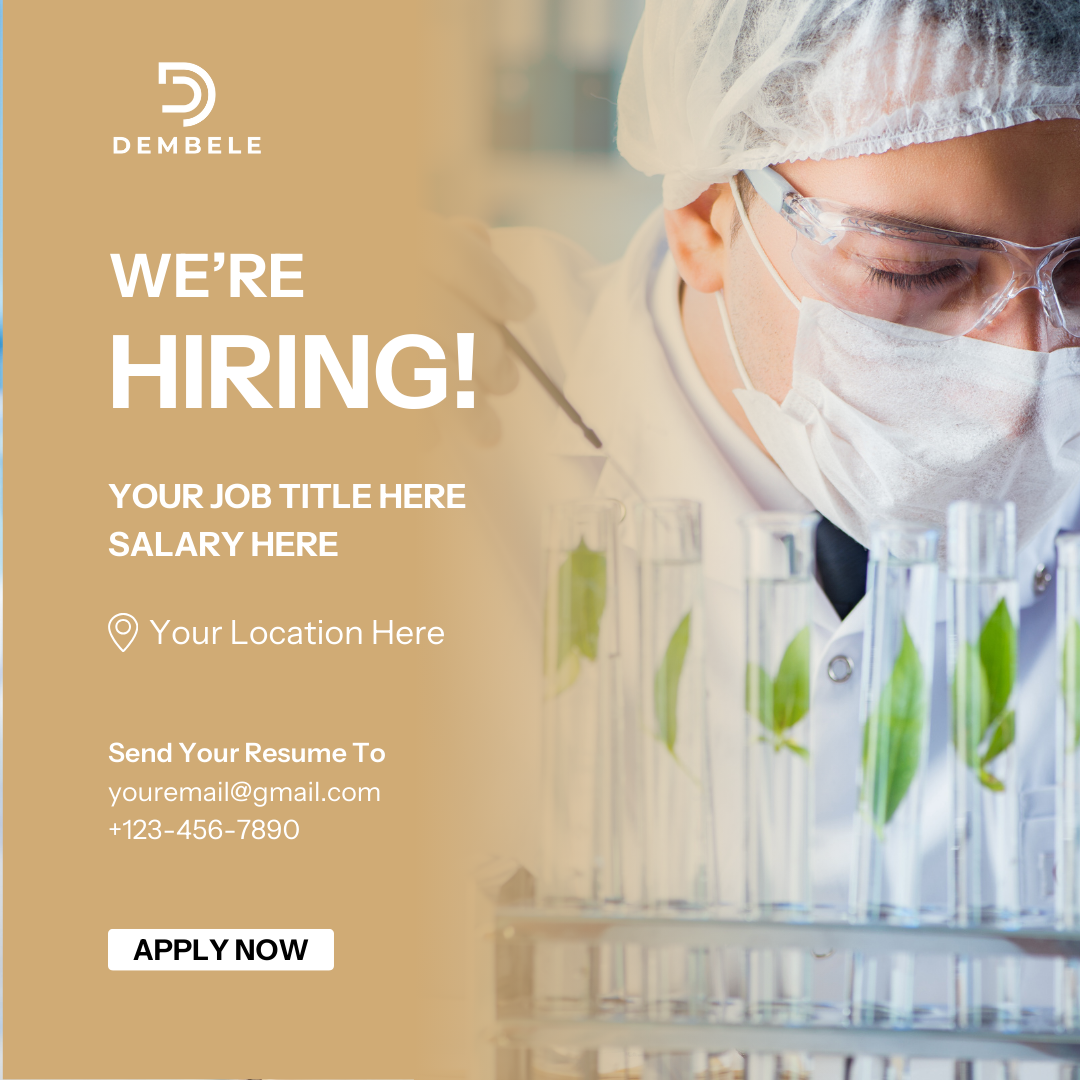 DEMBELE
WE’RE
HIRING!
YOUR JOB TITLE HERE
SALARY HERE
Your Location Here
Send Your Resume To
youremail@gmail.com
+123-456-7890
APPLY NOW